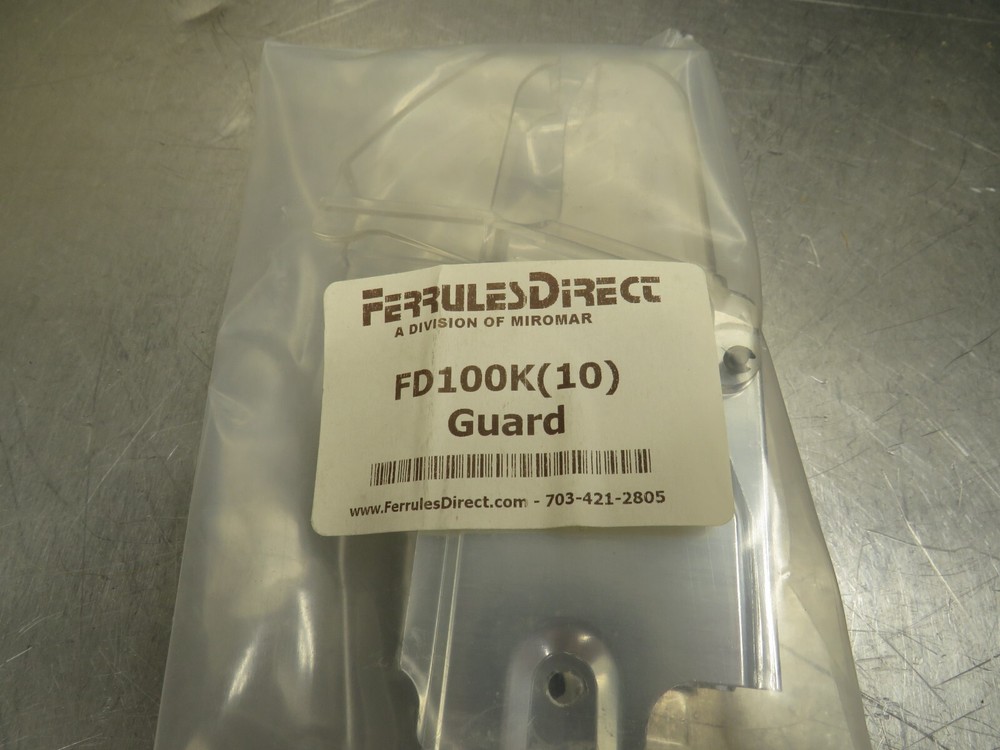 FERRULESDIRECT
A DIVISION OF MIROMAR
FD100K(10)
Guard
www.FerrulesDirect.com - 703-421-2805